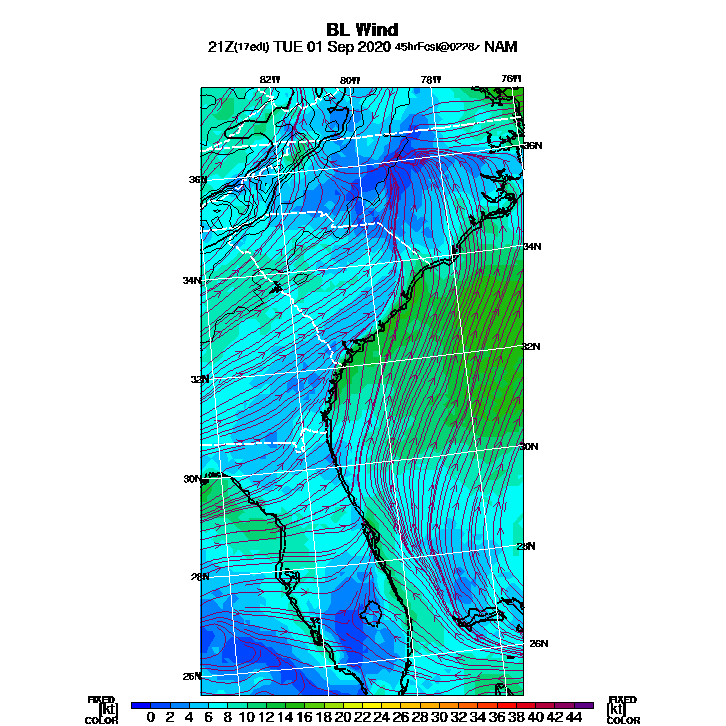 BL Wind
21Z(17edt) TUE 01 Sep 2020 45hrFcst@0228z NAM
82W 80W 78W 76W
36N
36N
34N
34N
32N
32N
30N
30N
28N
28N
26N
26N
FIXED FIXED
[kt] 0 2 4 6 8 10 12 14 16 18 20 22 24 26 28 30 32 34 36 38 40 42 44 [kt]
COLOR COLOR